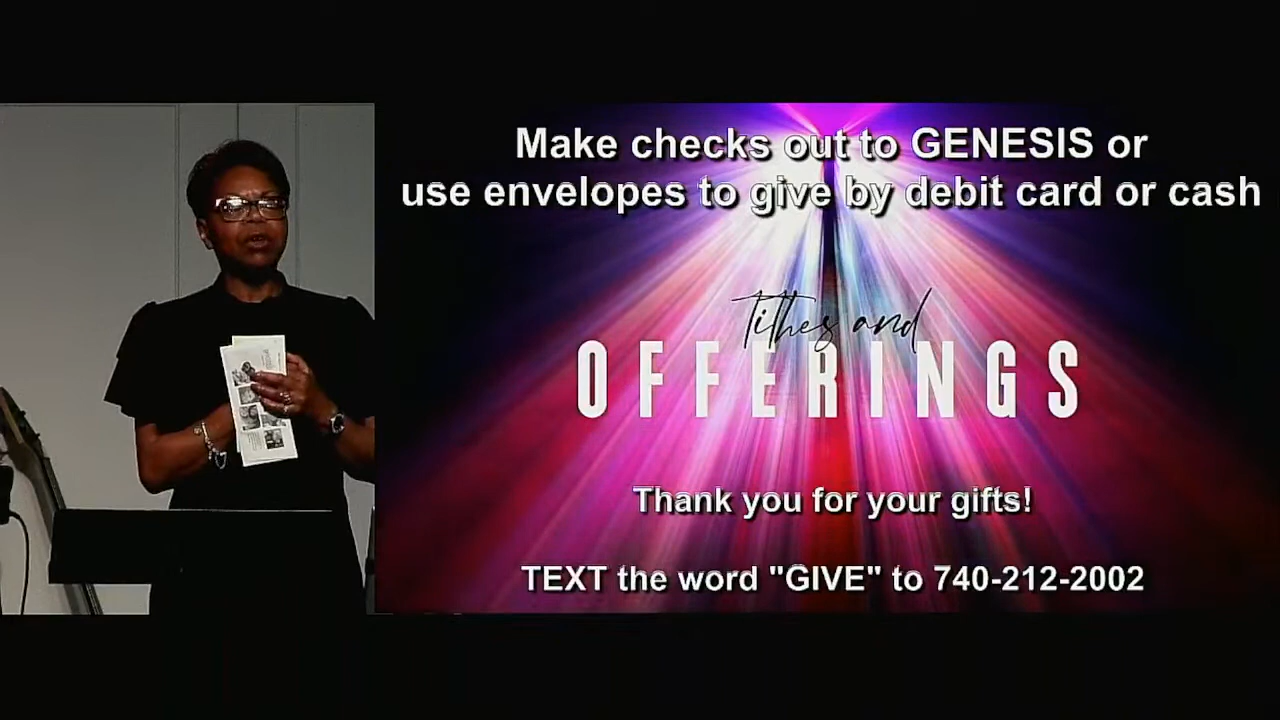 Make checks out to GENESIS or
use envelopes to give by debit card or cash
tithes and
OFFERINGS
Thank you for your gifts!
TEXT the word "GIVE" to 740-212-2002